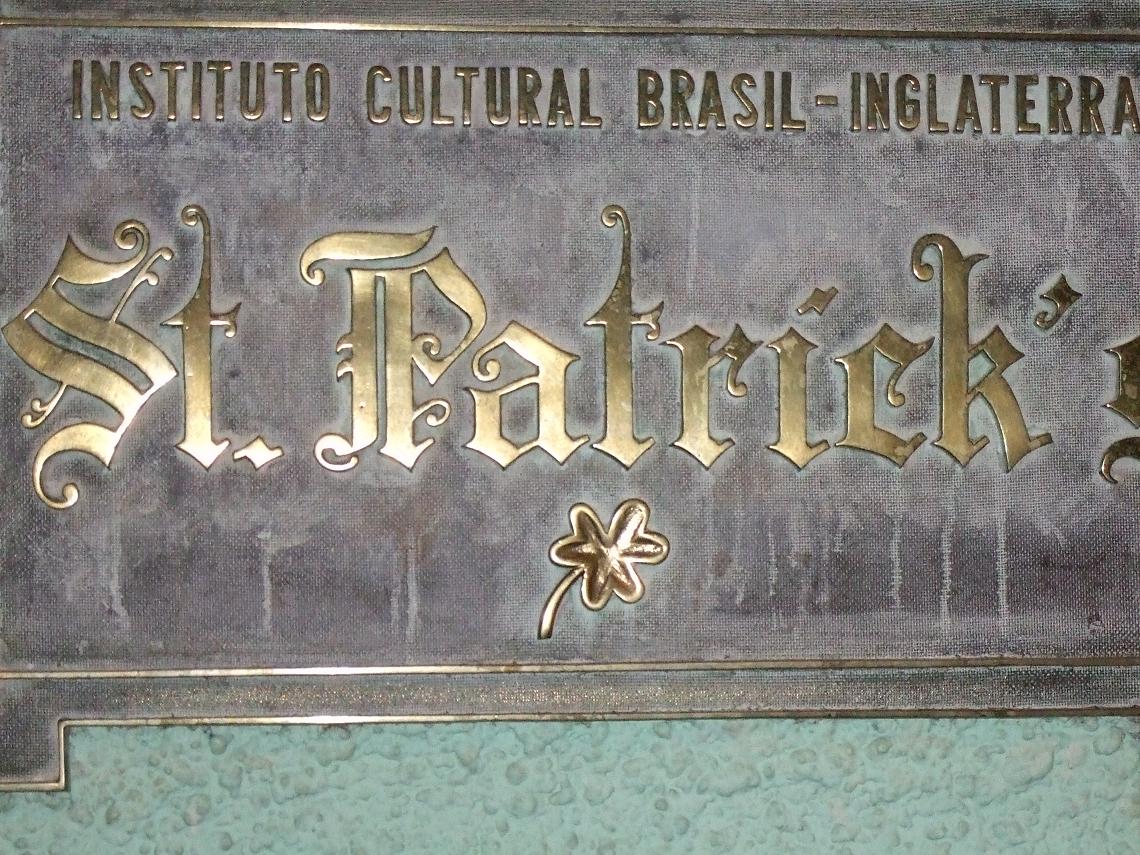 INSTITUTO CULTURAL BRASIL-INGLATERRA
St. Patrick's